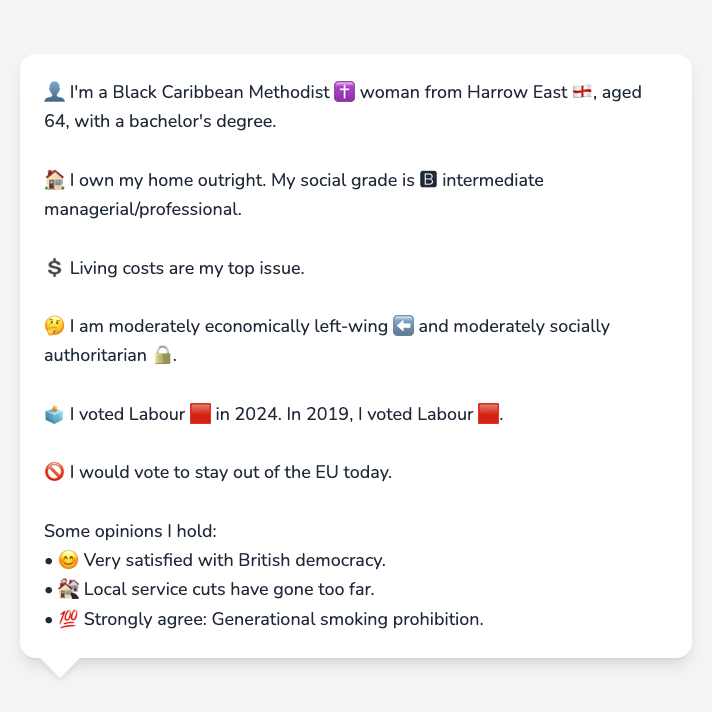 👤 I'm a Black Caribbean Methodist ✝️ woman from Harrow East 🏴󠁧󠁢󠁥󠁮󠁧󠁿, aged
64, with a bachelor's degree.
🏠 I own my home outright. My social grade is 🅱 intermediate
managerial/professional.
💲 Living costs are my top issue.
🤔 I am moderately economically left-wing ⬅️ and moderately socially
authoritarian 🔒.
🗳️ I voted Labour 🟥 in 2024. In 2019, I voted Labour 🟥.
🚫 I would vote to stay out of the EU today.
Some opinions I hold:
• 😊 Very satisfied with British democracy.
• 🏚️ Local service cuts have gone too far.
• 💯 Strongly agree: Generational smoking prohibition.